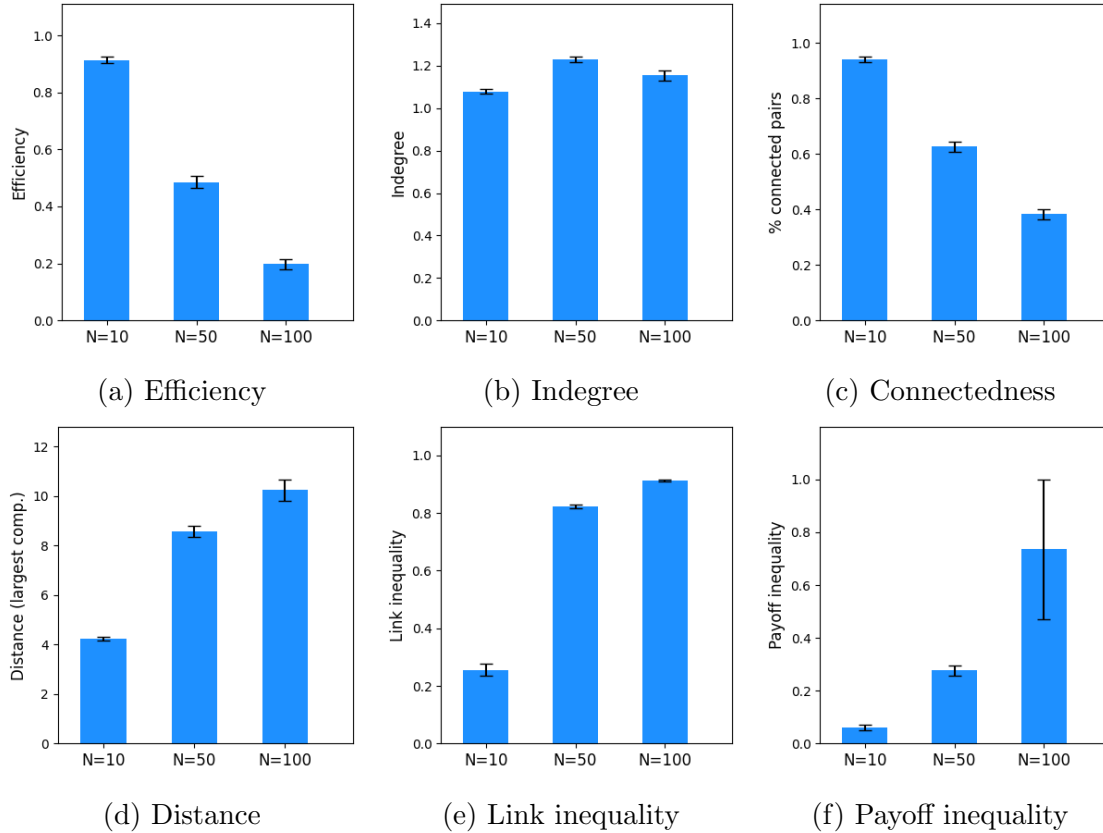 Efficiency
1.0
0.8
0.6
0.4
0.2
0.0
N=10 N=50 N=100
(a) Efficiency
Indegree
1.4
1.2
1.0
0.8
0.6
0.4
0.2
0.0
N=10 N=50 N=100
(b) Indegree
% connected pairs
1.0
0.8
0.6
0.4
0.2
0.0
N=10 N=50 N=100
(c) Connectedness
Distance (largest comp.)
12
10
8
6
4
2
0
N=10 N=50 N=100
(d) Distance
Link inequality
1.0
0.8
0.6
0.4
0.2
0.0
N=10 N=50 N=100
(e) Link inequality
Payoff inequality
1.0
0.8
0.6
0.4
0.2
0.0
N=10 N=50 N=100
(f) Payoff inequality